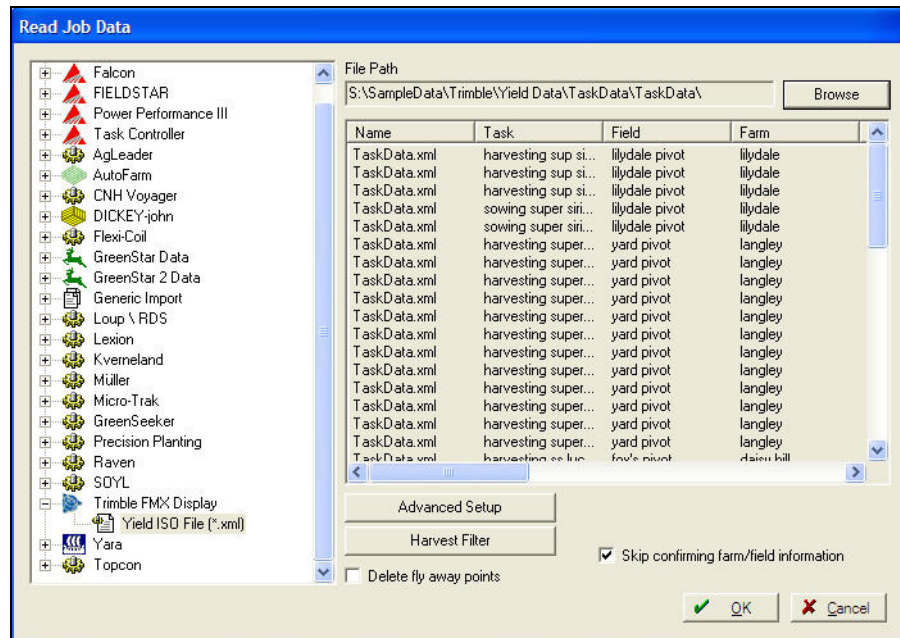 Read Job Data
Falcon
FIELDSTAR
Power Performance III
Task Controller
AgLeader
AutoFarm
CNH Voyager
DICKEY-john
Flexi-Coil
GreenStar Data
GreenStar 2 Data
Generic Import
Loup \ RDS
Lexion
Kverneland
Müller
Micro-Trak
GreenSeeker
Precision Planting
Raven
SOYL
Trimble FMX Display
Yield ISO File (*.xml)
Yara
Topcon
File Path
S:\SampleData\Trimble\Yield Data\TaskData\TaskData\ Browse
Name Task Field Farm
TaskData.xml harvesting sup si... lilydale pivot lilydale
TaskData.xml harvesting sup si... lilydale pivot lilydale
TaskData.xml harvesting sup si... lilydale pivot lilydale
TaskData.xml sowing super siri... lilydale pivot lilydale
TaskData.xml sowing super siri... lilydale pivot lilydale
TaskData.xml harvesting super... yard pivot langley
TaskData.xml harvesting super... yard pivot langley
TaskData.xml harvesting super... yard pivot langley
TaskData.xml harvesting super... yard pivot langley
TaskData.xml harvesting super... yard pivot langley
TaskData.xml harvesting super... yard pivot langley
TaskData.xml harvesting super... yard pivot langley
TaskData.xml harvesting super... yard pivot langley
TaskData.xml harvesting super... yard pivot langley
TaskData.xml harvesting super... yard pivot langley
TaskData.xml harvesting super... yard pivot langley
TaskData.xml harvesting ss luc... fox's pivot daisy hill
Advanced Setup
Harvest Filter
Skip confirming farm/field information
Delete fly away points
OK Cancel